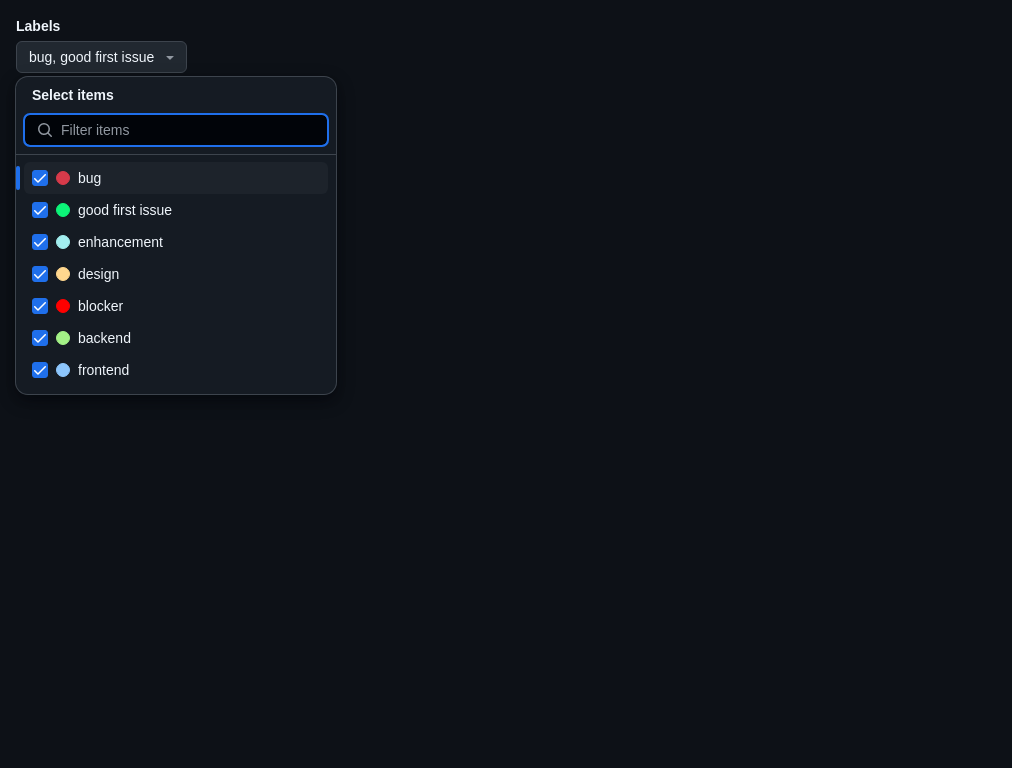 Labels
bug, good first issue
Select items
Filter items
bug
good first issue
enhancement
design
blocker
backend
frontend